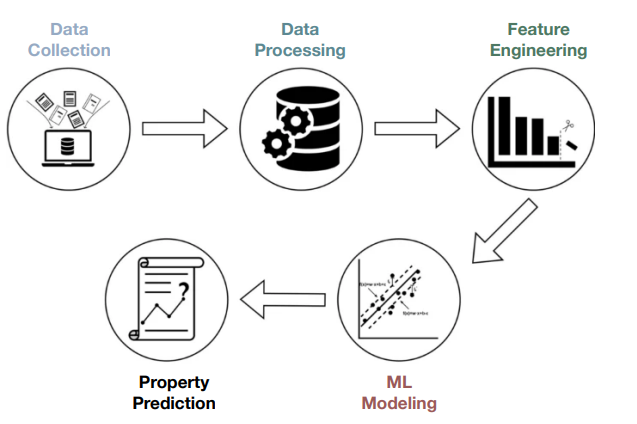 Data
Collection
Data
Processing
Feature
Engineering
?
Property
Prediction
ML
Modeling